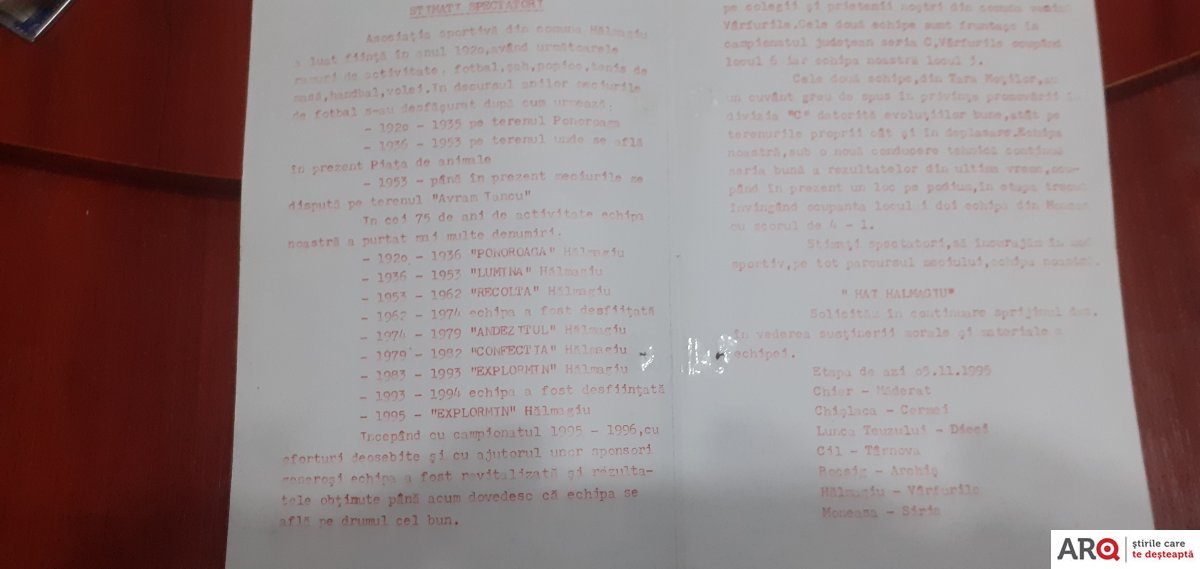 STIMATI SPECTATORI
Asociația sportivă din comuna Hălmagiu
a luat ființă în anul 1920,având următoarele
ramuri de activitate, fotbal,șah,popice,tenis de
masă,handbal,volei.In decursul anilor meciurile
de fotbal s-au desfășurat după cum urmează:
- 1920 - 1935 pe terenul Ponoroaga
- 1936 - 1953 pe terenul unde se află
în prezent Piața de animale
- 1953 - până în prezent meciurile se
dispută pe terenul "Avram Iancu"
In cei 75 de ani de activitate echipa
noastră a purtat mai multe denumiri.
- 1920 - 1936 "PONOROAGA" Hălmagiu
- 1936 - 1953 "LUMINA" Hălmagiu
- 1953 - 1962 "RECOLTA" Hălmagiu
- 1962 - 1974 echipa a fost desființată
- 1974 - 1979 "ANDEZITUL" Hălmagiu
- 1979 - 1982 "CONFECTIA" Hălmagiu
- 1983 - 1993 "EXPLORMIN" Hălmagiu
- 1993 - 1994 echipa a fost desființată
- 1995 - "EXPLORMIN" Hălmagiu
Incepând cu campionatul 1995 - 1996,cu
eforturi deosebite și cu ajutorul unor sponsori
generoși echipa a fost revitalizată și rezulta-
tele obținute până acum dovedesc că echipa se
află pe drumul cel bun.
pe colegii și prietenii noștri din comuna
Vârfurile.Cele două echipe sunt fruntașe în
campionatul județean seria C,Vârfurile ocupând
locul 6 iar echipa noastră locul 3.
Cele două echipe,din Tara Moților,au
un cuvânt greu de spus în privința promovării în
divizia "C" datorită evoluțiilor bune,atât pe
terenurile proprii cât și în deplasare.Echipa
noastră,sub o nouă conducere tehnică continuă
seria bună a rezultatelor din ultima vreme,ocu-
pând în prezent un loc pe podium,în etapa trecută
învingând ocupanta locului doi echipa din Moneasa
cu scorul de 4 - 1.
Stimați spectatori,să încurajăm în mod
sportiv,pe tot parcursul meciului,echipa noastră.
" HAI HALMAGIU"
Solicităm în continuare sprijinul dvs.
în vederea susținerii morale și materiale a
echipei.
Etapa de azi 05.11.1995
Chier - Măderat
Chișlaca - Cermei
Lunca Teuzului - Dieci
Cil - Târnova
Rocsig - Archiș
Hălmagiu - Vârfurile
Moneasa - Siria
ARQ știrile care
te deșteaptă